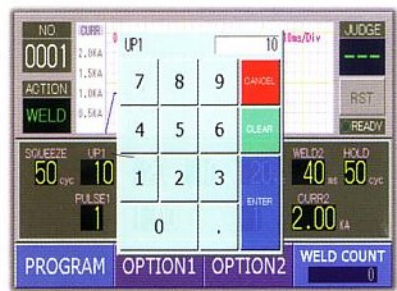 NO.
0001
ACTION
WELD
CURR
2.0KA
1.5KA
1.0KA
0.5KA
0ms/Div
JUDGE
---
RST
READY
UP1 10
7 8 9 CANCEL
4 5 6 CLEAR
1 2 3 ENTER
0 .
SQUEEZE UP1 WELD2 HOLD
50 cyc 10 20. 40 ms 50 cyc
PULSE1 CURR2
1 2.00 KA
PROGRAM OPTION1 OPTION2 WELD COUNT
0